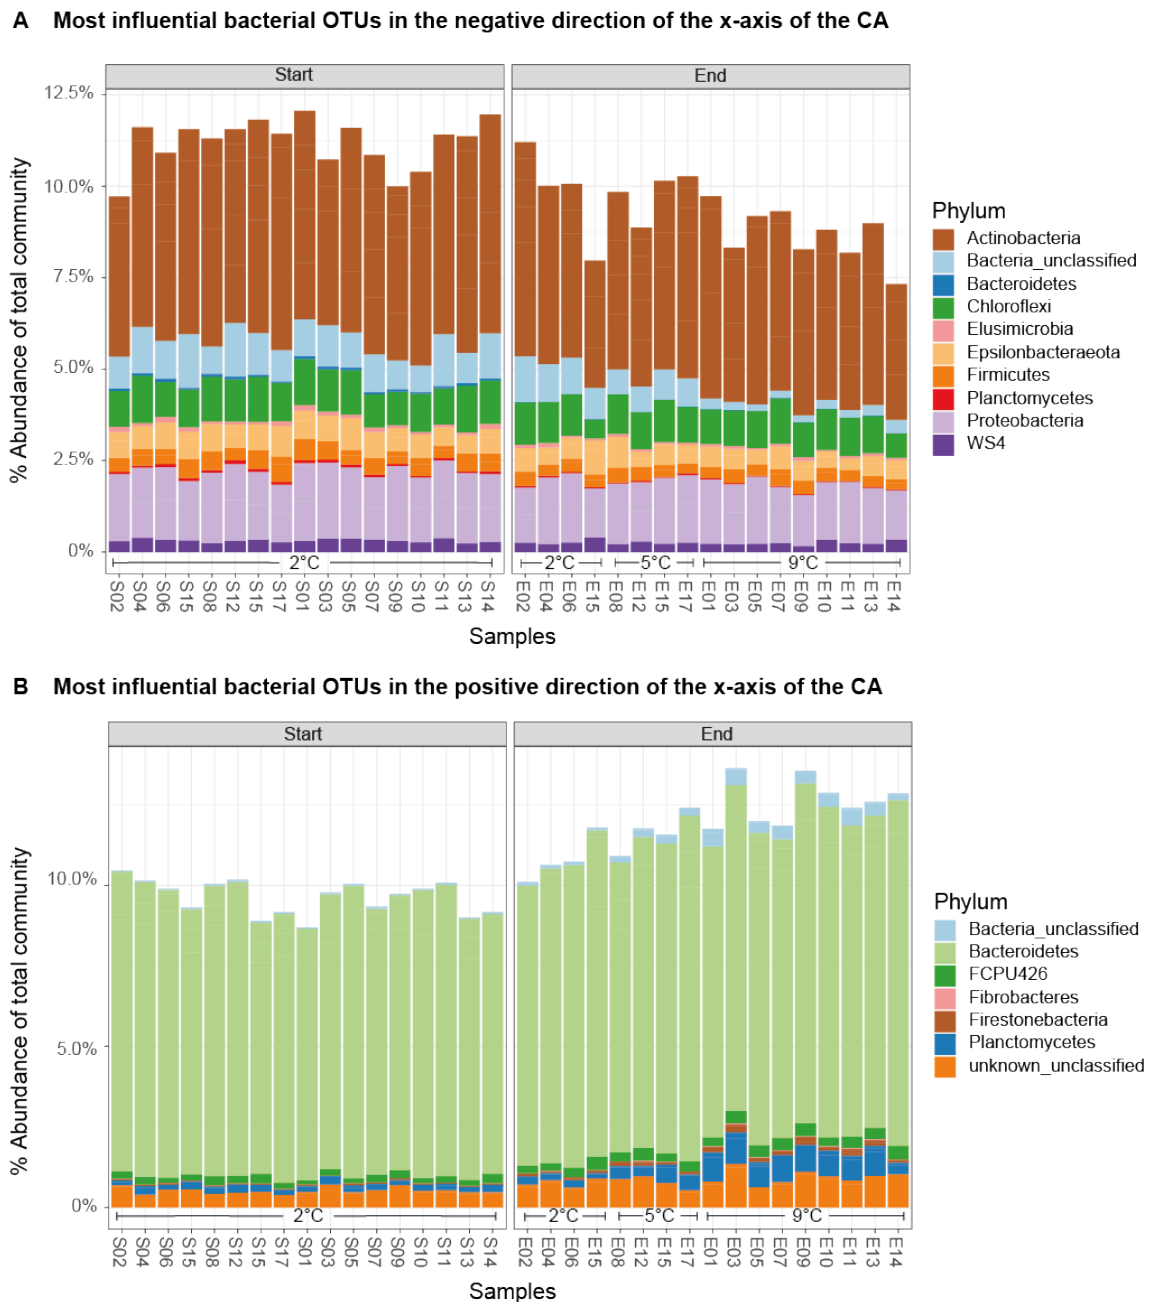 A Most influential bacterial OTUs in the negative direction of the x-axis of the CA
Start End
% Abundance of total community
12.5%
10.0%
7.5%
5.0%
2.5%
0%
2°C 2°C 5°C 9°C
S02 S04 S06 S15 S08 S12 S15 S17 S01 S03 S05 S07 S09 S10 S11 S13 S14 E02 E04 E06 E15 E08 E12 E15 E17 E01 E03 E05 E07 E09 E10 E11 E13 E14
Samples
Phylum
Actinobacteria
Bacteria_unclassified
Bacteroidetes
Chloroflexi
Elusimicrobia
Epsilonbacteraeota
Firmicutes
Planctomycetes
Proteobacteria
WS4
B Most influential bacterial OTUs in the positive direction of the x-axis of the CA
Start End
% Abundance of total community
10.0%
5.0%
0%
2°C 2°C 5°C 9°C
S02 S04 S06 S15 S08 S12 S15 S17 S01 S03 S05 S07 S09 S10 S11 S13 S14 E02 E04 E06 E15 E08 E12 E15 E17 E01 E03 E05 E07 E09 E10 E11 E13 E14
Samples
Phylum
Bacteria_unclassified
Bacteroidetes
FCPU426
Fibrobacteres
Firestonebacteria
Planctomycetes
unknown_unclassified